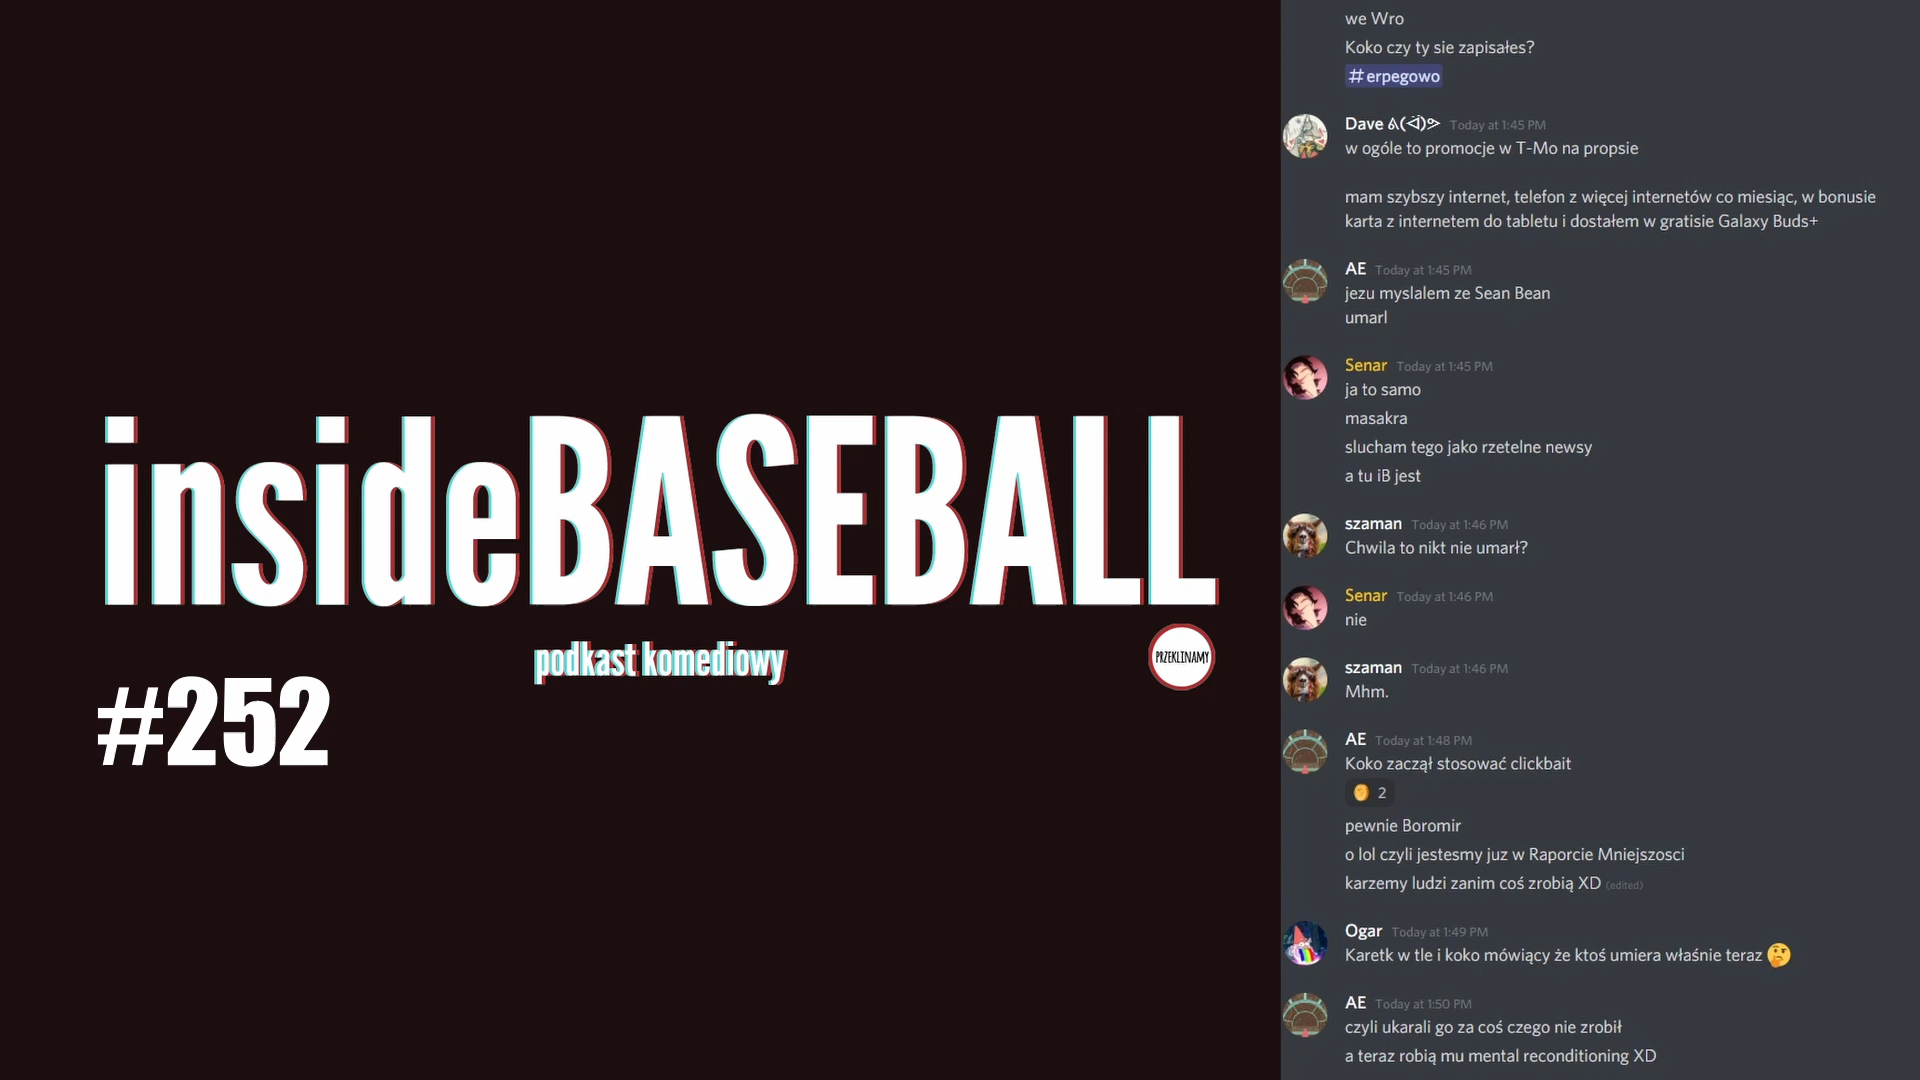 insideBASEBALL
podkast komediowy
PRZEKLINAMY
#252
we Wro
Koko czy ty sie zapisałes?
#erpegowo
Dave Today at 1:45 PM
w ogóle to promocje w T-Mo na propsie
mam szybszy internet, telefon z więcej internetów co miesiąc, w bonusie
karta z internetem do tabletu i dostałem w gratisie Galaxy Buds+
AE Today at 1:45 PM
jezu myslalem ze Sean Bean
umarl
Senar Today at 1:45 PM
ja to samo
masakra
slucham tego jako rzetelne newsy
a tu iB jest
szaman Today at 1:46 PM
Chwila to nikt nie umarł?
Senar Today at 1:46 PM
nie
szaman Today at 1:46 PM
Mhm.
AE Today at 1:48 PM
Koko zaczął stosować clickbait
2
pewnie Boromir
o lol czyli jestesmy juz w Raporcie Mniejszosci
karzemy ludzi zanim coś zrobią XD (edited)
Ogar Today at 1:49 PM
Karetk w tle i koko mówiący że ktoś umiera właśnie teraz 🤔
AE Today at 1:50 PM
czyli ukarali go za coś czego nie zrobił
a teraz robią mu mental reconditioning XD